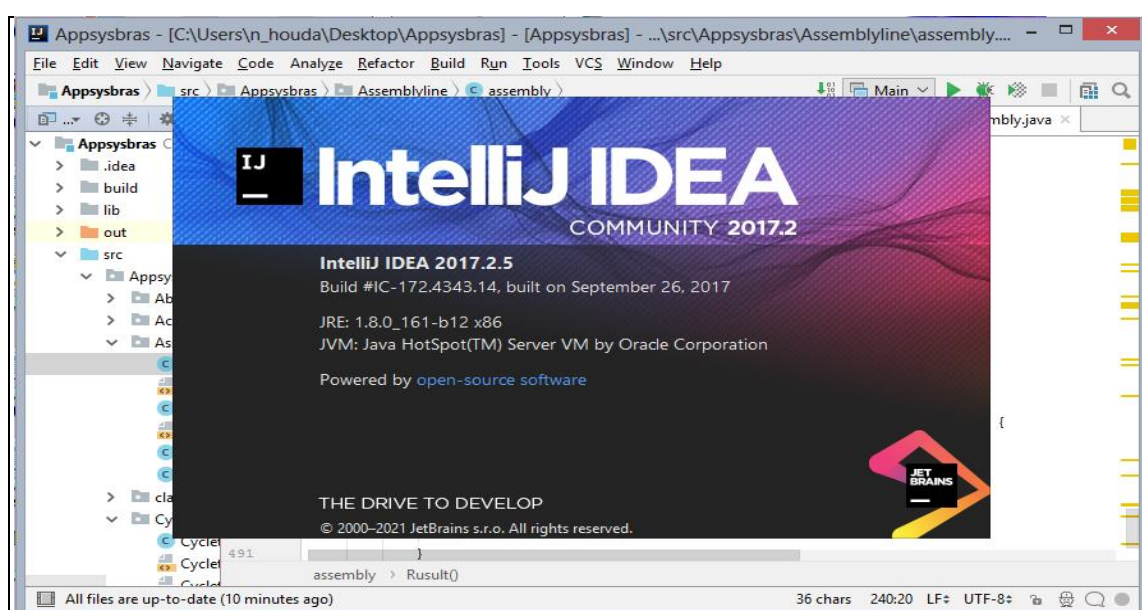 Appsysbras - [C:\Users\n_houda\Desktop\Appsysbras] - [Appsysbras] - ...\src\Appsysbras\Assemblyline\assembly....
File Edit View Navigate Code Analyze Refactor Build Run Tools VCS Window Help
Appsysbras src Appsysbras Assemblyline assembly Main
mbly.java
Appsysbras
.idea
build
lib
out
src
Appsy
Ab
Ac
As
cla
Cy
Cyclet
Cyclet
IJ
IntelliJ IDEA
COMMUNITY 2017.2
IntelliJ IDEA 2017.2.5
Build #IC-172.4343.14, built on September 26, 2017
JRE: 1.8.0_161-b12 x86
JVM: Java HotSpot(TM) Server VM by Oracle Corporation
Powered by open-source software
{
JET
BRAINS
THE DRIVE TO DEVELOP
© 2000–2021 JetBrains s.r.o. All rights reserved.
491 }
assembly › Rusult()
All files are up-to-date (10 minutes ago) 36 chars 240:20 LF UTF-8